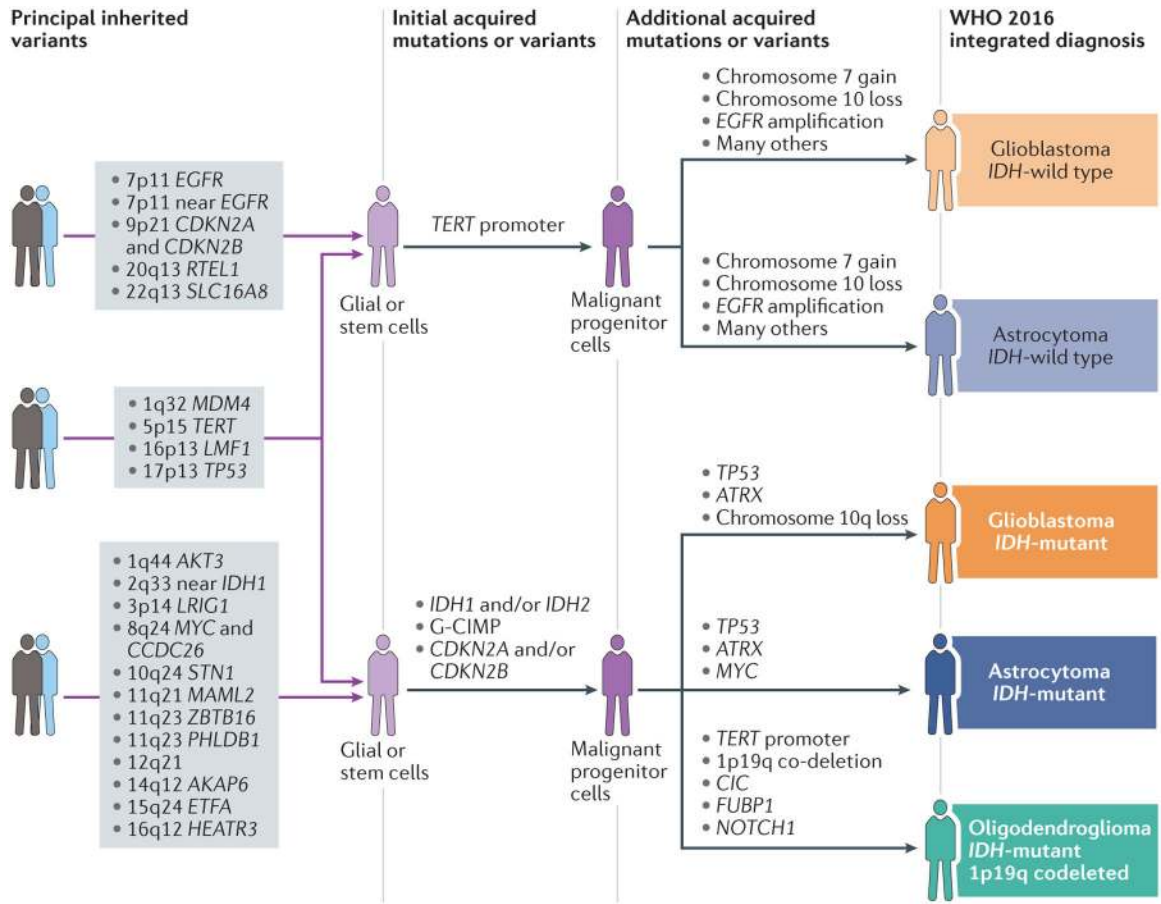 Principal inherited
variants
Initial acquired
mutations or variants
Additional acquired
mutations or variants
WHO 2016
integrated diagnosis
• 7p11 EGFR
• 7p11 near EGFR
• 9p21 CDKN2A
and CDKN2B
• 20q13 RTEL1
• 22q13 SLC16A8
Glial or
stem cells
TERT promoter
Malignant
progenitor
cells
• Chromosome 7 gain
• Chromosome 10 loss
• EGFR amplification
• Many others
Glioblastoma
IDH-wild type
• Chromosome 7 gain
• Chromosome 10 loss
• EGFR amplification
• Many others
Astrocytoma
IDH-wild type
• 1q32 MDM4
• 5p15 TERT
• 16p13 LMF1
• 17p13 TP53
• 1q44 AKT3
• 2q33 near IDH1
• 3p14 LRIG1
• 8q24 MYC and
CCDC26
• 10q24 STN1
• 11q21 MAML2
• 11q23 ZBTB16
• 11q23 PHLDB1
• 12q21
• 14q12 AKAP6
• 15q24 ETFA
• 16q12 HEATR3
Glial or
stem cells
• IDH1 and/or IDH2
• G-CIMP
• CDKN2A and/or
CDKN2B
Malignant
progenitor
cells
• TP53
• ATRX
• Chromosome 10q loss
Glioblastoma
IDH-mutant
• TP53
• ATRX
• MYC
Astrocytoma
IDH-mutant
• TERT promoter
• 1p19q co-deletion
• CIC
• FUBP1
• NOTCH1
Oligodendroglioma
IDH-mutant
1p19q codeleted